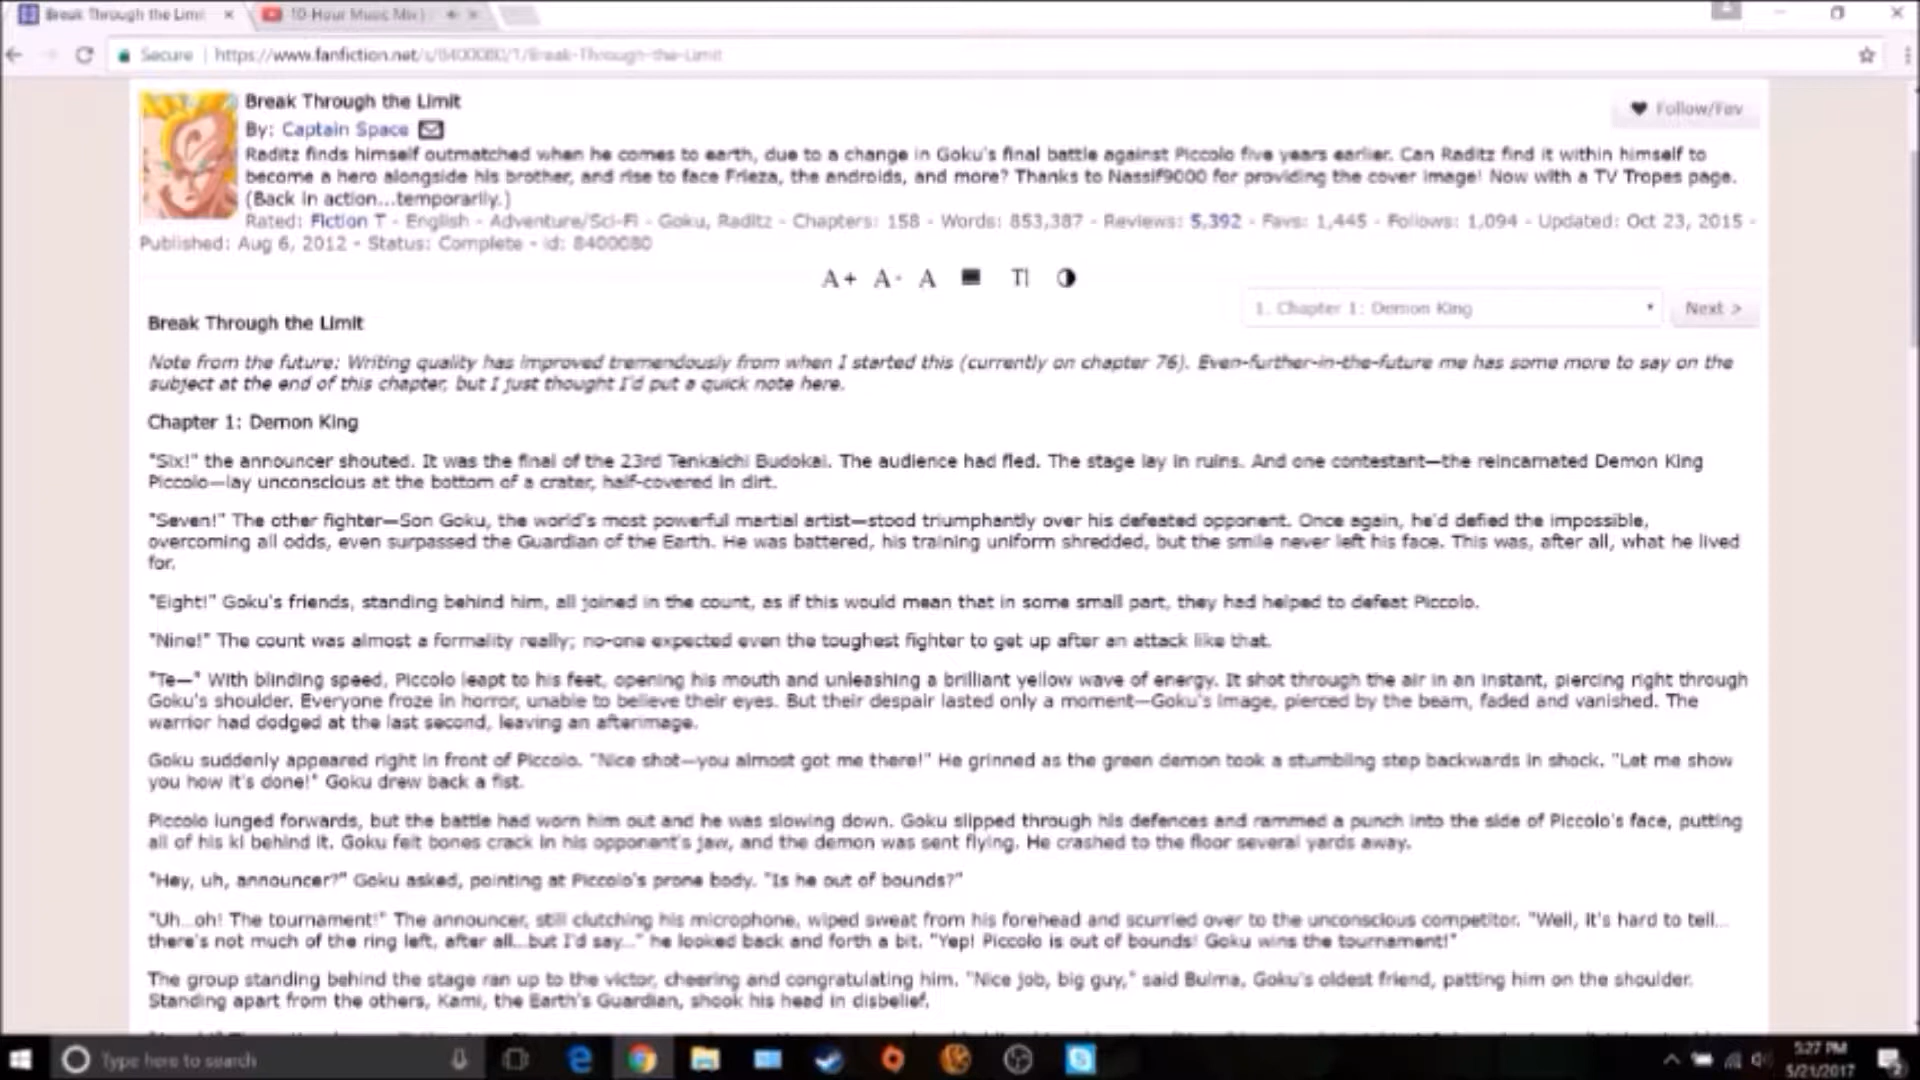 Break Through the Limi
10-Hour Music Mix)
Secure https://www.fanfiction.net/s/8400080/1/Break-Through-the-Limit
Break Through the Limit
By: Captain Space
Follow/Fav
Raditz finds himself outmatched when he comes to earth, due to a change in Goku's final battle against Piccolo five years earlier. Can Raditz find it within himself to
become a hero alongside his brother, and rise to face Frieza, the androids, and more? Thanks to Nassif9000 for providing the cover image! Now with a TV Tropes page.
(Back in action...temporarily.)
Rated: Fiction T - English - Adventure/Sci-Fi - Goku, Raditz - Chapters: 158 - Words: 853,387 - Reviews: 5,392 - Favs: 1,445 - Follows: 1,094 - Updated: Oct 23, 2015 -
Published: Aug 6, 2012 - Status: Complete - id: 8400080
A+ A- A TI
1. Chapter 1: Demon King Next >
Break Through the Limit
Note from the future: Writing quality has improved tremendously from when I started this (currently on chapter 76). Even-further-in-the-future me has some more to say on the
subject at the end of this chapter, but I just thought I'd put a quick note here.
Chapter 1: Demon King
"Six!" the announcer shouted. It was the final of the 23rd Tenkaichi Budokai. The audience had fled. The stage lay in ruins. And one contestant—the reincarnated Demon King
Piccolo—lay unconscious at the bottom of a crater, half-covered in dirt.
"Seven!" The other fighter—Son Goku, the world's most powerful martial artist—stood triumphantly over his defeated opponent. Once again, he'd defied the impossible,
overcoming all odds, even surpassed the Guardian of the Earth. He was battered, his training uniform shredded, but the smile never left his face. This was, after all, what he lived
for.
"Eight!" Goku's friends, standing behind him, all joined in the count, as if this would mean that in some small part, they had helped to defeat Piccolo.
"Nine!" The count was almost a formality really; no-one expected even the toughest fighter to get up after an attack like that.
"Te—" With blinding speed, Piccolo leapt to his feet, opening his mouth and unleashing a brilliant yellow wave of energy. It shot through the air in an instant, piercing right through
Goku's shoulder. Everyone froze in horror, unable to believe their eyes. But their despair lasted only a moment—Goku's image, pierced by the beam, faded and vanished. The
warrior had dodged at the last second, leaving an afterimage.
Goku suddenly appeared right in front of Piccolo. "Nice shot—you almost got me there!" He grinned as the green demon took a stumbling step backwards in shock. "Let me show
you how it's done!" Goku drew back a fist.
Piccolo lunged forwards, but the battle had worn him out and he was slowing down. Goku slipped through his defences and rammed a punch into the side of Piccolo's face, putting
all of his ki behind it. Goku felt bones crack in his opponent's jaw, and the demon was sent flying. He crashed to the floor several yards away.
"Hey, uh, announcer?" Goku asked, pointing at Piccolo's prone body. "Is he out of bounds?"
"Uh...oh! The tournament!" The announcer, still clutching his microphone, wiped sweat from his forehead and scurried over to the unconscious competitor. "Well, it's hard to tell...
there's not much of the ring left, after all...but I'd say..." he looked back and forth a bit. "Yep! Piccolo is out of bounds! Goku wins the tournament!"
The group standing behind the stage ran up to the victor, cheering and congratulating him. "Nice job, big guy," said Bulma, Goku's oldest friend, patting him on the shoulder.
Standing apart from the others, Kami, the Earth's Guardian, shook his head in disbelief.
Type here to search
5:27 PM
5/21/2017